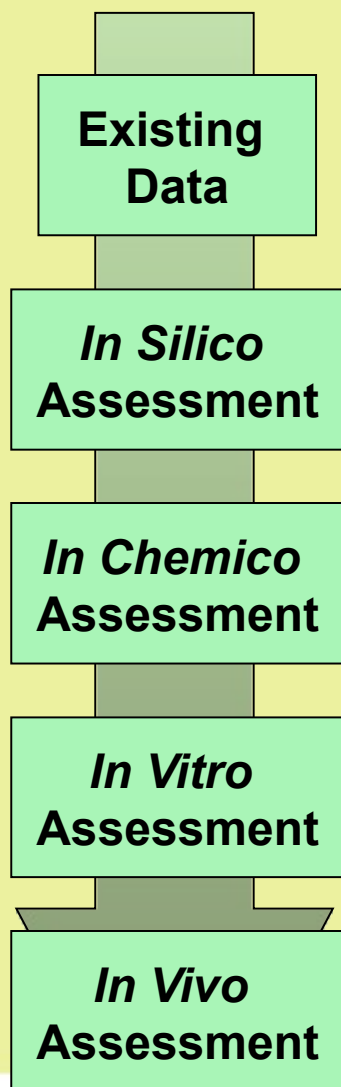 Existing
Data
In Silico
Assessment
In Chemico
Assessment
In Vitro
Assessment
In Vivo
Assessment